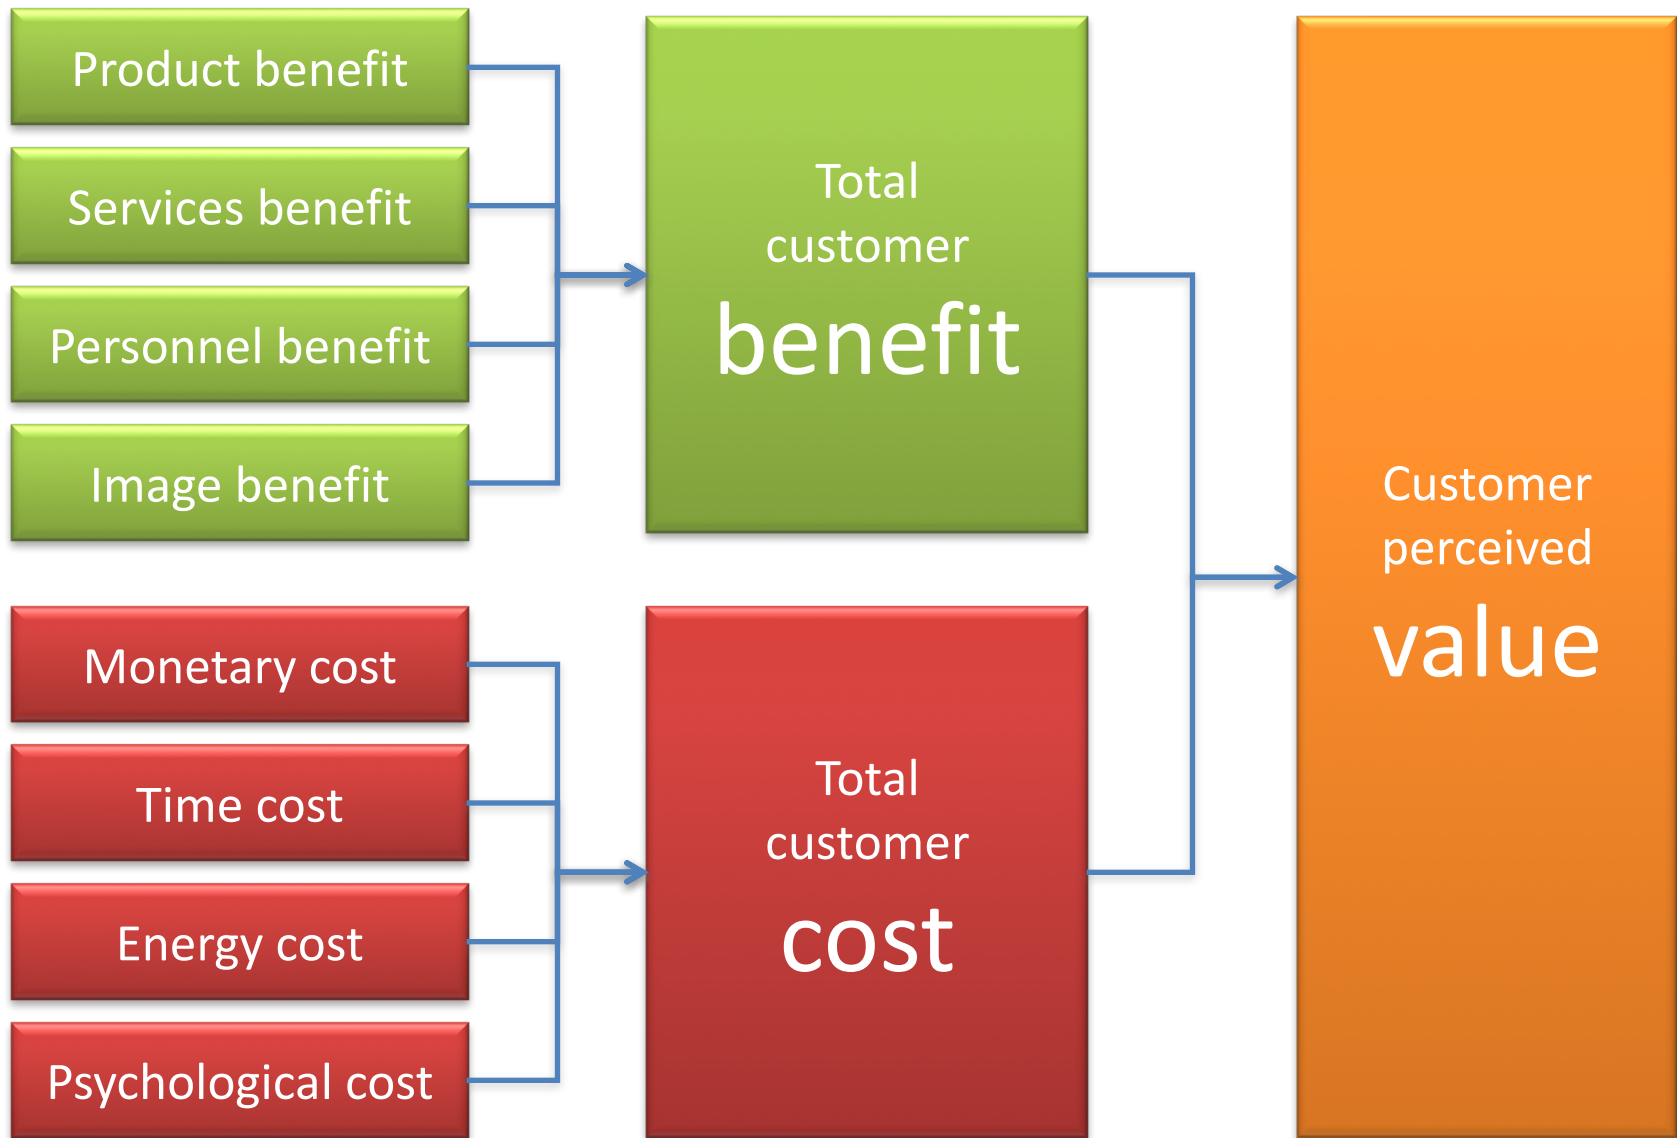 Product benefit
Services benefit
Personnel benefit
Image benefit
Total
customer
benefit
Monetary cost
Time cost
Energy cost
Psychological cost
Total
customer
cost
Customer
perceived
value